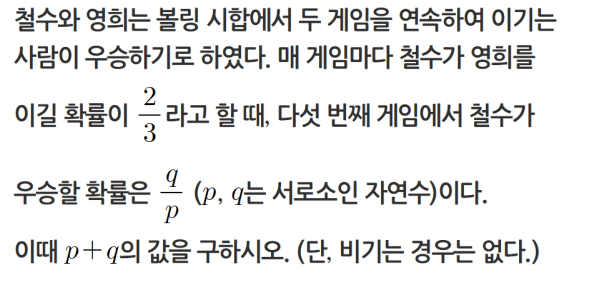 철수와 영희는 볼링 시합에서 두 게임을 연속하여 이기는
사람이 우승하기로 하였다. 매 게임마다 철수가 영희를
이길 확률이 2/3 라고 할 때, 다섯 번째 게임에서 철수가
우승할 확률은 q/p (p, q는 서로소인 자연수)이다.
이때 p+q의 값을 구하시오. (단, 비기는 경우는 없다.)